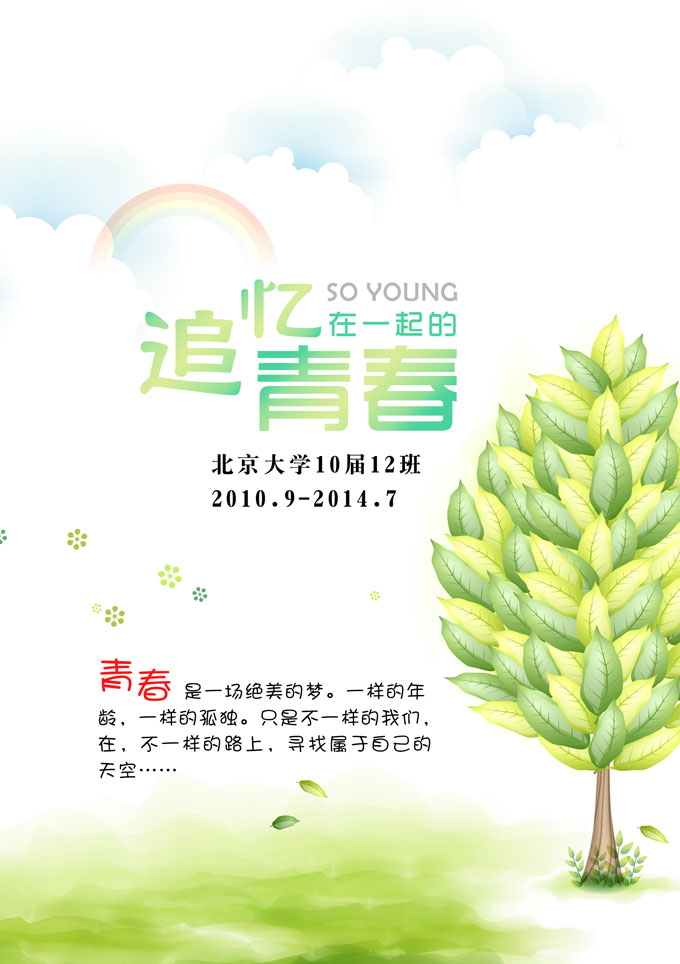 SO YOUNG
追忆在一起的
青春
北京大学10届12班
2010.9-2014.7
青春 是一场绝美的梦。一样的年
龄，一样的孤独。只是不一样的我们，
在，不一样的路上，寻找属于自己的
天空……